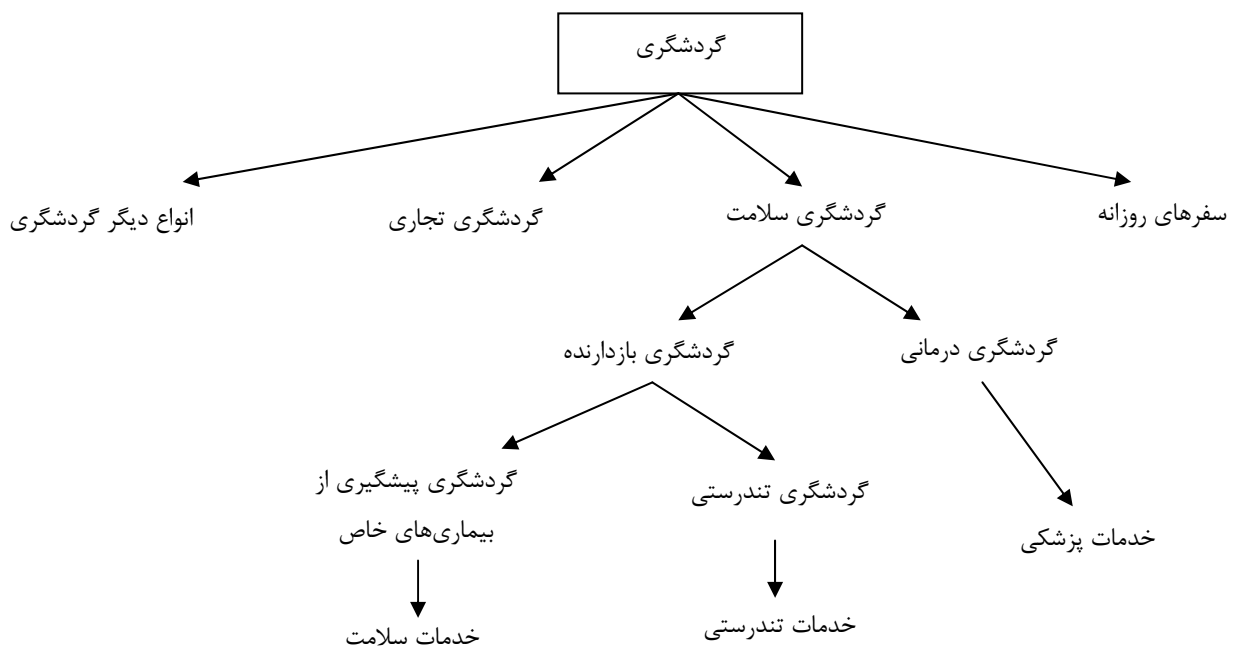 گردشگری
سفرهای روزانه
گردشگری سلامت
گردشگری تجاری
انواع دیگر گردشگری
گردشگری درمانی
گردشگری بازدارنده
خدمات پزشکی
گردشگری تندرستی
گردشگری پیشگیری از
بیماری‌های خاص
خدمات تندرستی
خدمات سلامت